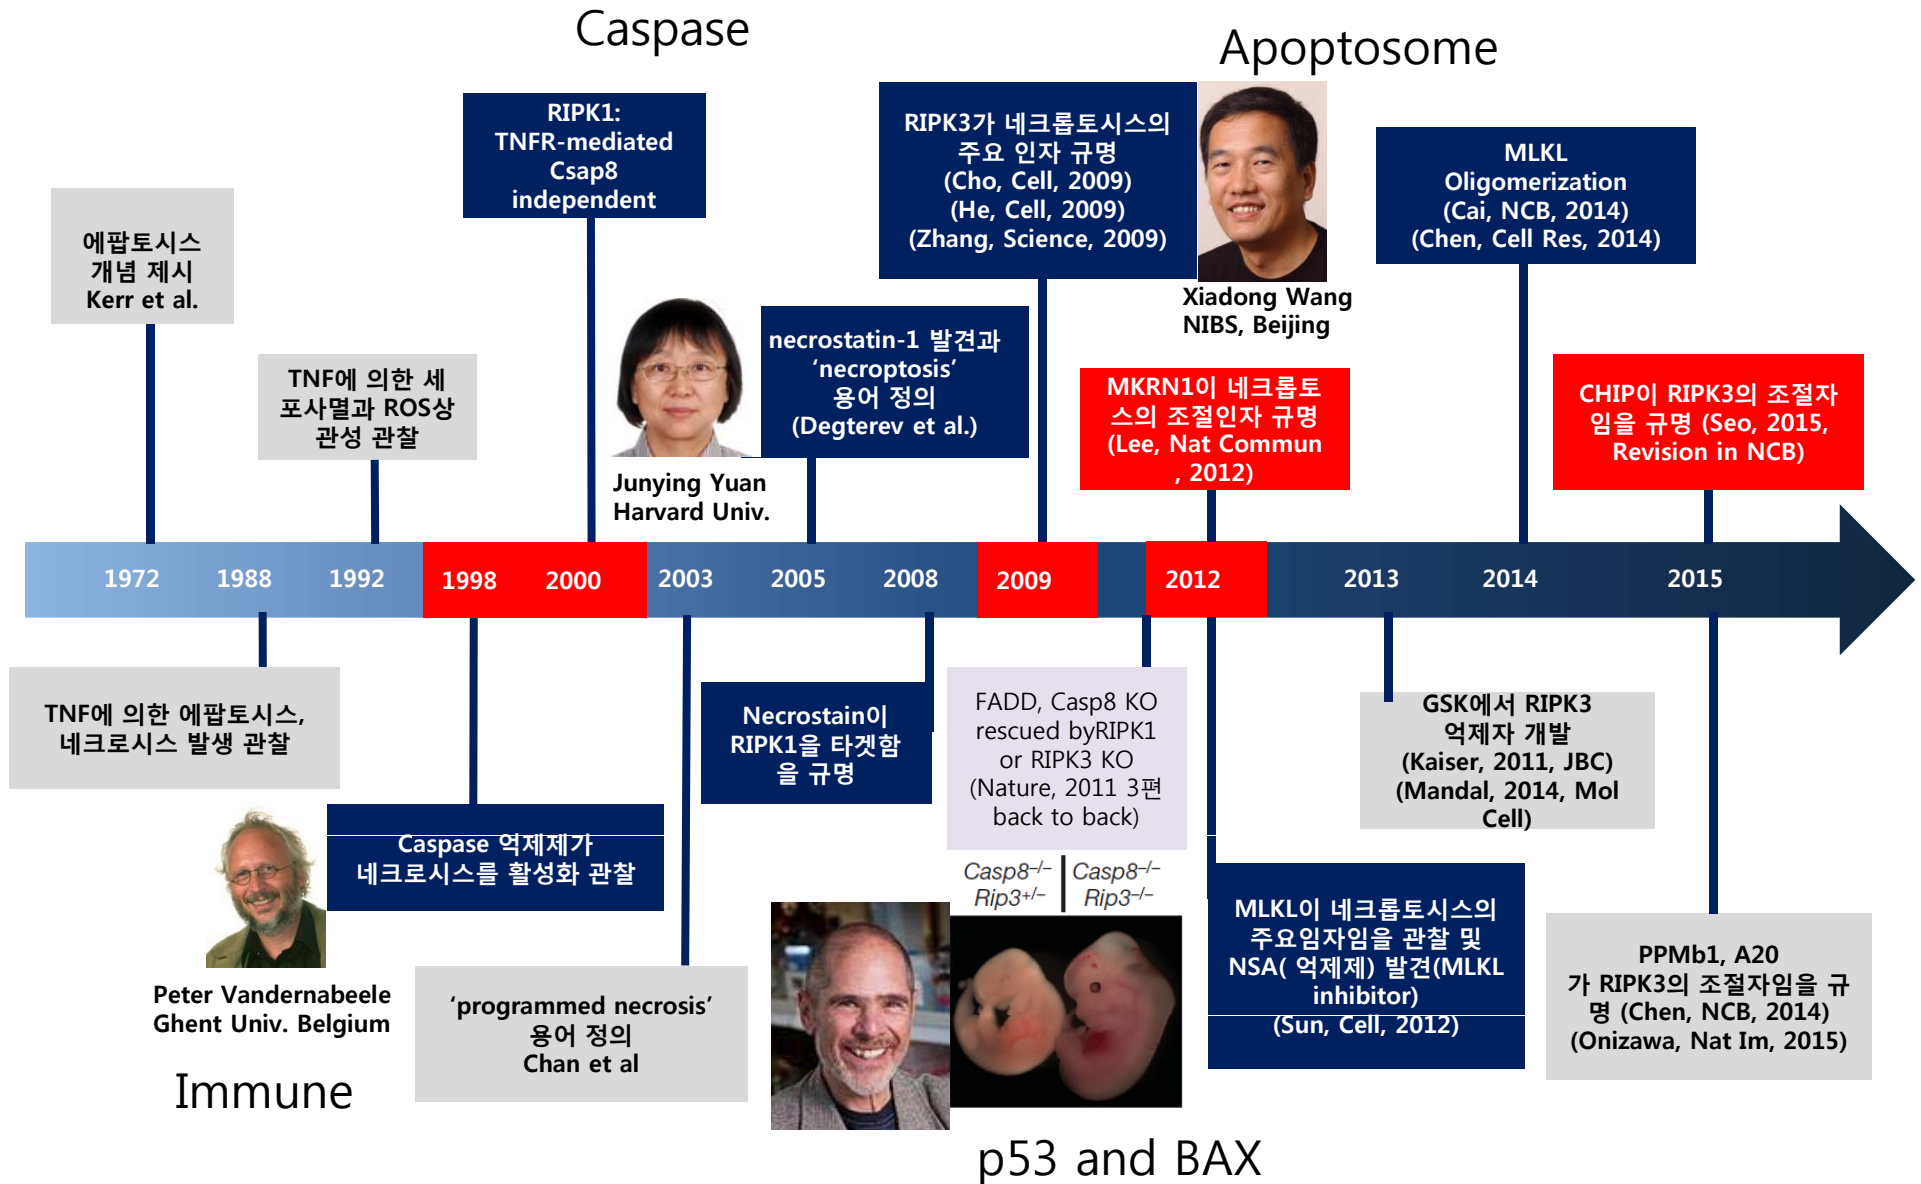 Caspase
Apoptosome
RIPK1:
TNFR-mediated
Csap8
independent
RIPK3가 네크롭토시스의
주요 인자 규명
(Cho, Cell, 2009)
(He, Cell, 2009)
(Zhang, Science, 2009)
MLKL
Oligomerization
(Cai, NCB, 2014)
(Chen, Cell Res, 2014)
에팝토시스
개념 제시
Kerr et al.
Xiadong Wang
NIBS, Beijing
TNF에 의한 세
포사멸과 ROS상
관성 관찰
necrostatin-1 발견과
‘necroptosis’
용어 정의
(Degterev et al.)
MKRN1이 네크롭토
스의 조절인자 규명
(Lee, Nat Commun
, 2012)
CHIP이 RIPK3의 조절자
임을 규명 (Seo, 2015,
Revision in NCB)
Junying Yuan
Harvard Univ.
1972 1988 1992 1998 2000 2003 2005 2008 2009 2012 2013 2014 2015
TNF에 의한 에팝토시스,
네크로시스 발생 관찰
Necrostain이
RIPK1을 타겟함
을 규명
FADD, Casp8 KO
rescued byRIPK1
or RIPK3 KO
(Nature, 2011 3편
back to back)
GSK에서 RIPK3
억제자 개발
(Kaiser, 2011, JBC)
(Mandal, 2014, Mol
Cell)
Caspase 억제제가
네크로시스를 활성화 관찰
Casp8–/– Casp8–/–
Rip3+/– Rip3–/–
MLKL이 네크롭토시스의
주요임자임을 관찰 및
NSA( 억제제) 발견(MLKL
inhibitor)
(Sun, Cell, 2012)
PPMb1, A20
가 RIPK3의 조절자임을 규
명 (Chen, NCB, 2014)
(Onizawa, Nat Im, 2015)
Peter Vandernabeele
Ghent Univ. Belgium
‘programmed necrosis’
용어 정의
Chan et al
Immune
p53 and BAX